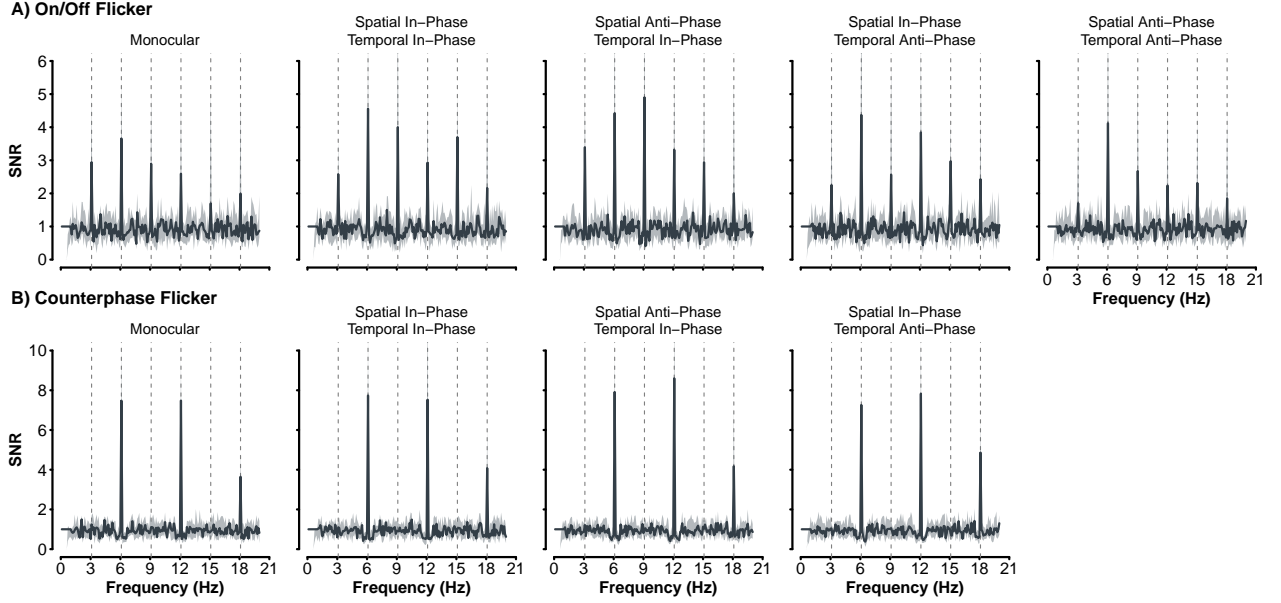 A) On/Off Flicker
Monocular
Spatial In−Phase
Temporal In−Phase
Spatial Anti−Phase
Temporal In−Phase
Spatial In−Phase
Temporal Anti−Phase
Spatial Anti−Phase
Temporal Anti−Phase
SNR
6
5
4
3
2
1
0
0 3 6 9 12 15 18 21
Frequency (Hz)
B) Counterphase Flicker
Monocular
Spatial In−Phase
Temporal In−Phase
Spatial Anti−Phase
Temporal In−Phase
Spatial In−Phase
Temporal Anti−Phase
SNR
10
8
6
4
2
0
0 3 6 9 12 15 18 21
0 3 6 9 12 15 18 21
0 3 6 9 12 15 18 21
0 3 6 9 12 15 18 21
Frequency (Hz)
Frequency (Hz)
Frequency (Hz)
Frequency (Hz)